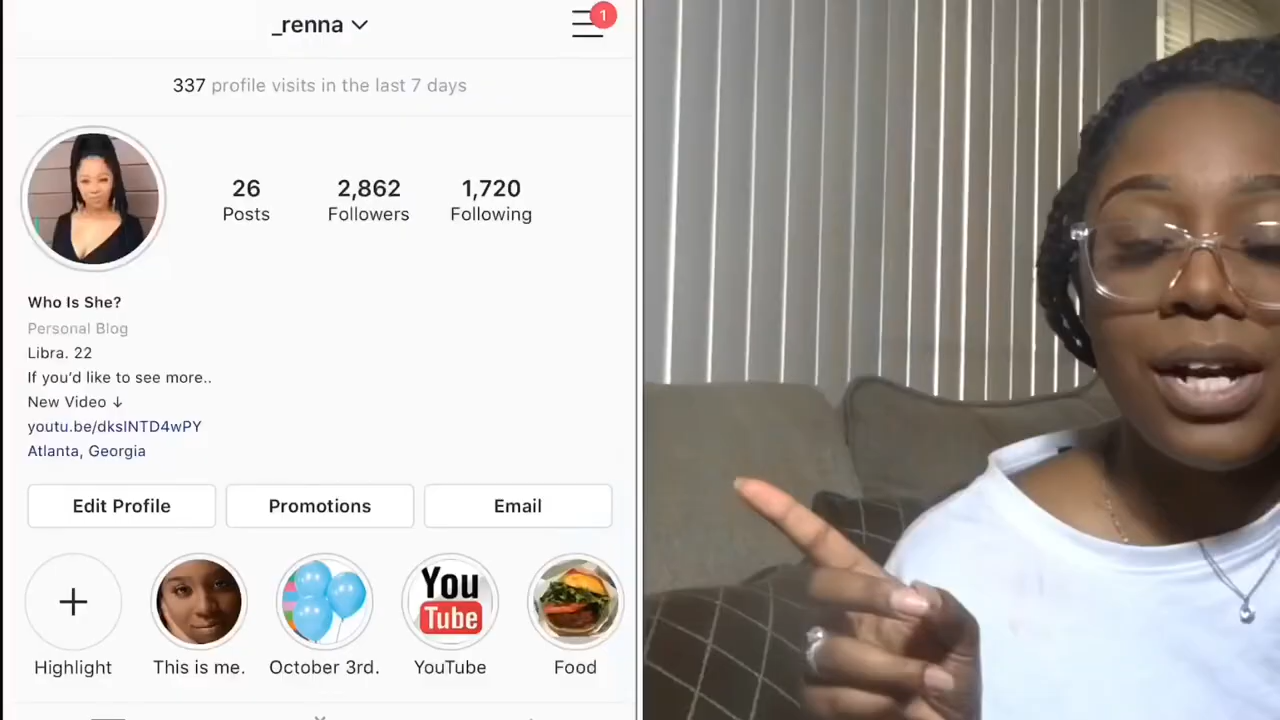 _renna
1
337 profile visits in the last 7 days
26 2,862 1,720
Posts Followers Following
Who Is She?
Personal Blog
Libra. 22
If you'd like to see more..
New Video ↓
youtu.be/dksINTD4wPY
Atlanta, Georgia
Edit Profile Promotions Email
You
Tube
Highlight This is me. October 3rd. YouTube Food